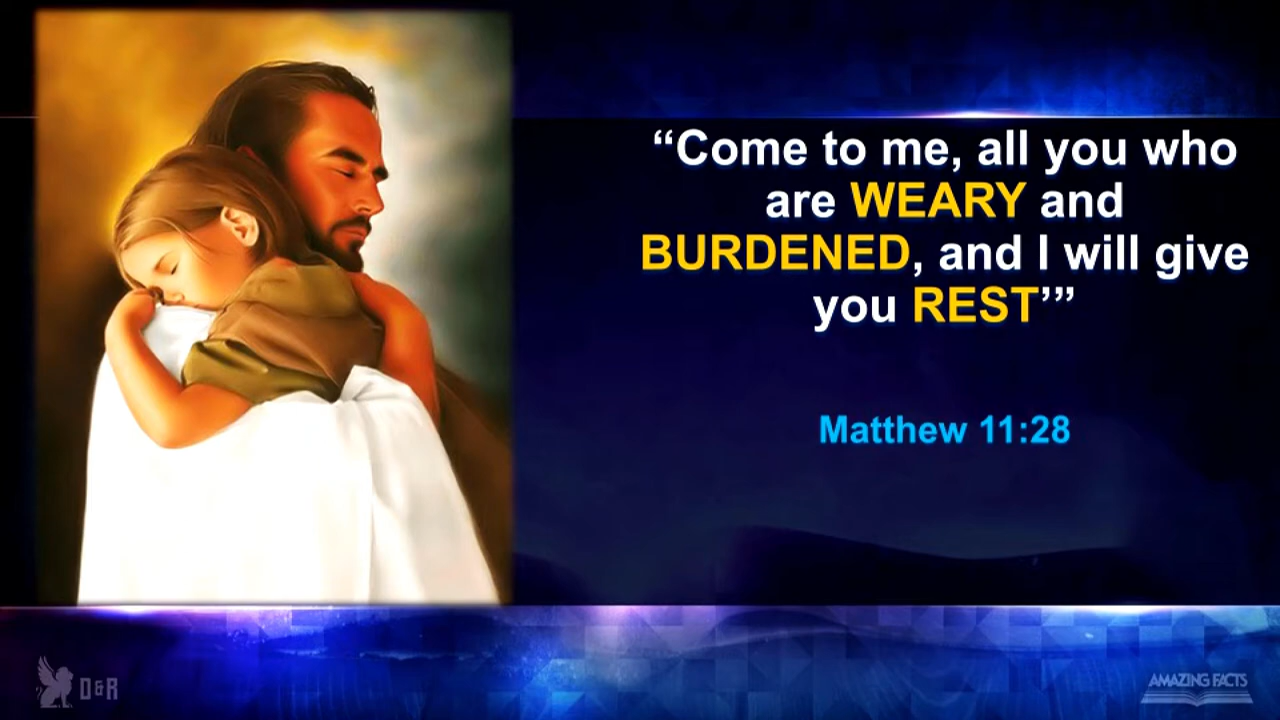 “Come to me, all you who
are WEARY and
BURDENED, and I will give
you REST’”
Matthew 11:28
D&R
AMAZING FACTS